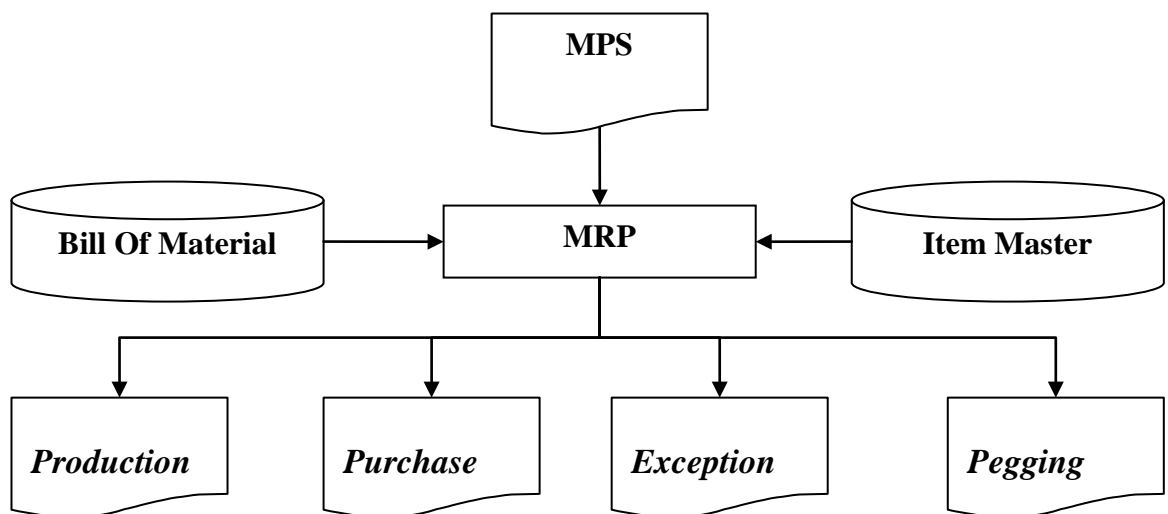 MPS
Bill Of Material
MRP
Item Master
Production
Purchase
Exception
Pegging